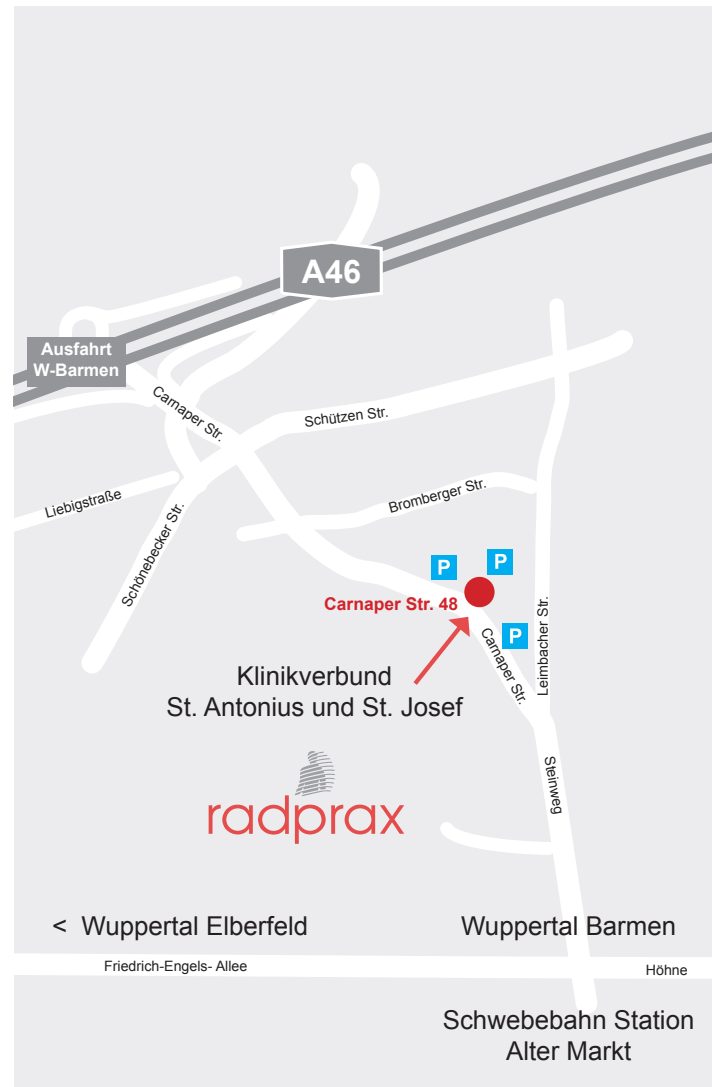 A46
Ausfahrt
W-Barmen
Carnaper Str.
Schützen Str.
Liebigstraße
Bromberger Str.
Schönebecker Str.
P
P
Carnaper Str. 48
P
Carnaper Str.
Leimbacher Str.
Klinikverbund
St. Antonius und St. Josef
Steinweg
radprax
< Wuppertal Elberfeld
Wuppertal Barmen
Friedrich-Engels- Allee
Höhne
Schwebebahn Station
Alter Markt